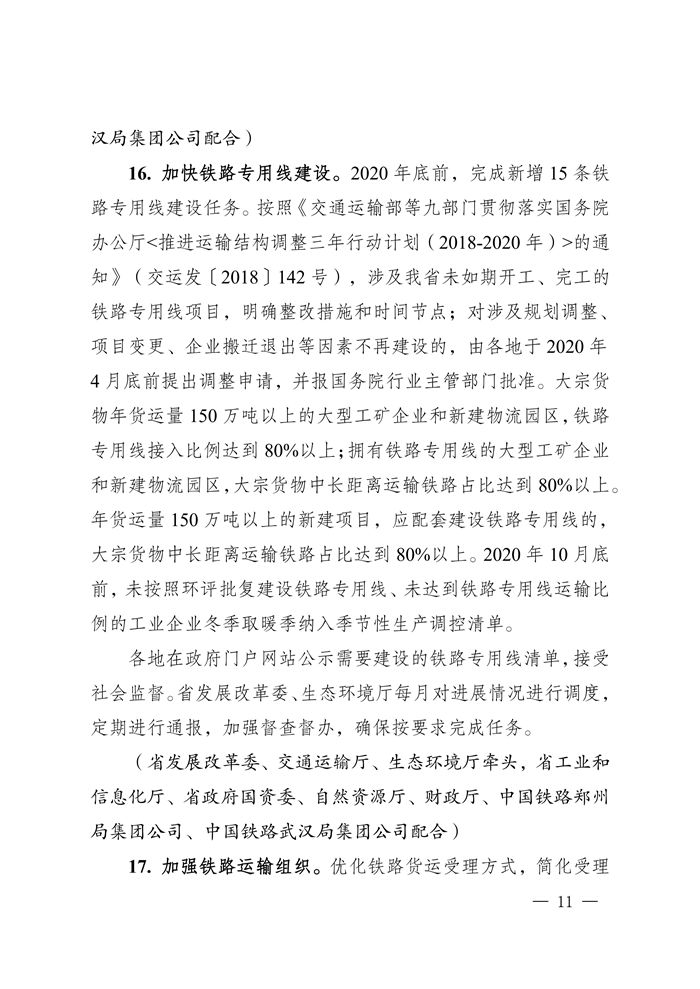 汉局集团公司配合）
16. 加快铁路专用线建设。2020 年底前，完成新增 15 条铁
路专用线建设任务。按照《交通运输部等九部门贯彻落实国务院
办公厅<推进运输结构调整三年行动计划（2018-2020 年）>的通
知》（交运发〔2018〕142 号），涉及我省未如期开工、完工的
铁路专用线项目，明确整改措施和时间节点；对涉及规划调整、
项目变更、企业搬迁退出等因素不再建设的，由各地于 2020 年
4 月底前提出调整申请，并报国务院行业主管部门批准。大宗货
物年货运量 150 万吨以上的大型工矿企业和新建物流园区，铁路
专用线接入比例达到 80%以上；拥有铁路专用线的大型工矿企业
和新建物流园区，大宗货物中长距离运输铁路占比达到 80%以上。
年货运量 150 万吨以上的新建项目，应配套建设铁路专用线的，
大宗货物中长距离运输铁路占比达到 80%以上。2020 年 10 月底
前，未按照环评批复建设铁路专用线、未达到铁路专用线运输比
例的工业企业冬季取暖季纳入季节性生产调控清单。
各地在政府门户网站公示需要建设的铁路专用线清单，接受
社会监督。省发展改革委、生态环境厅每月对进展情况进行调度，
定期进行通报，加强督查督办，确保按要求完成任务。
（省发展改革委、交通运输厅、生态环境厅牵头，省工业和
信息化厅、省政府国资委、自然资源厅、财政厅、中国铁路郑州
局集团公司、中国铁路武汉局集团公司配合）
17. 加强铁路运输组织。优化铁路货运受理方式，简化受理
— 11 —